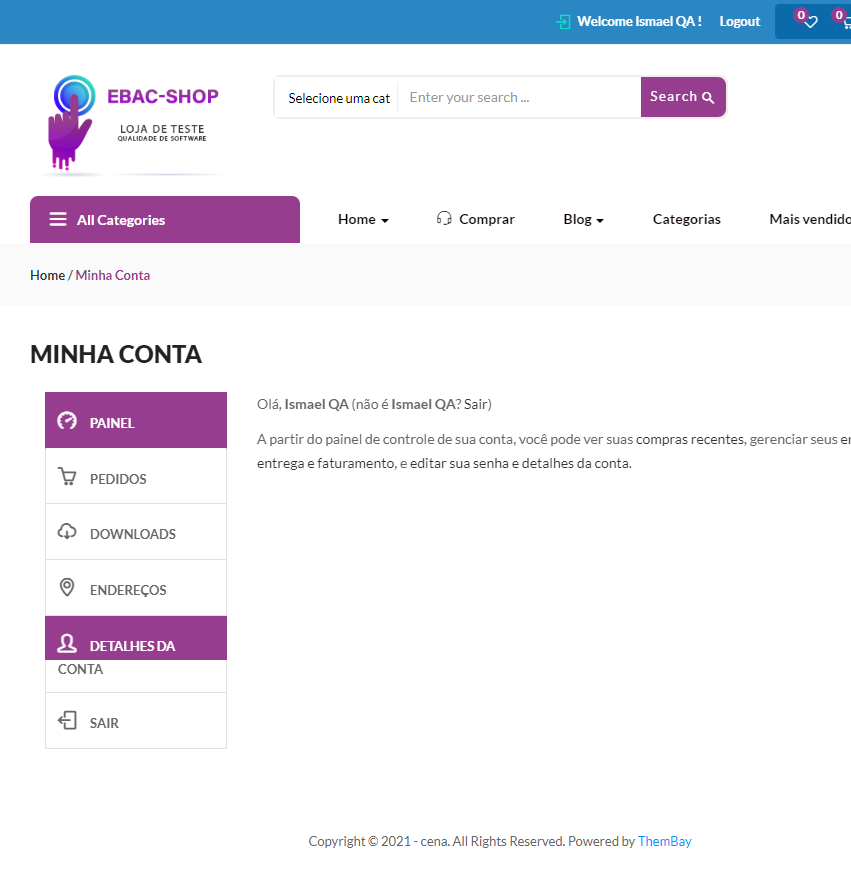 Welcome Ismael QA ! Logout 0 0
EBAC-SHOP
LOJA DE TESTE
QUALIDADE DE SOFTWARE
Selecione uma cat Enter your search ... Search
All Categories Home Comprar Blog Categorias Mais vendido
Home / Minha Conta
MINHA CONTA
PAINEL
PEDIDOS
DOWNLOADS
ENDEREÇOS
DETALHES DA
CONTA
SAIR
Olá, Ismael QA (não é Ismael QA? Sair)
A partir do painel de controle de sua conta, você pode ver suas compras recentes, gerenciar seus
entrega e faturamento, e editar sua senha e detalhes da conta.
Copyright © 2021 - cena. All Rights Reserved. Powered by ThemBay